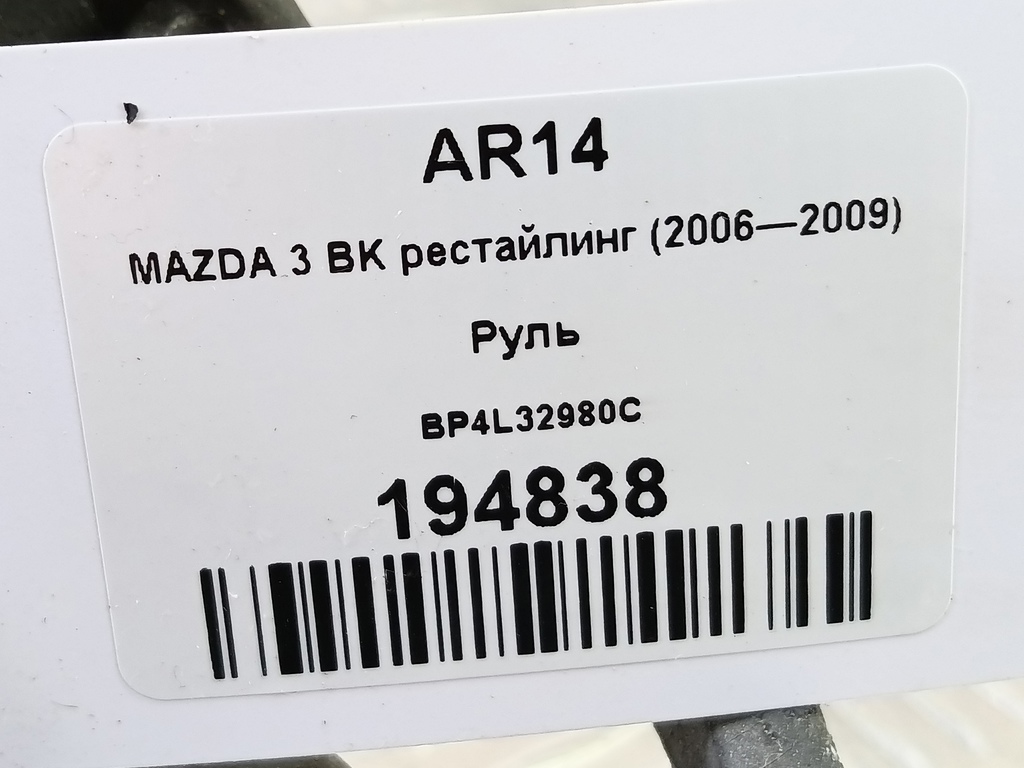 AR14
MAZDA 3 BK рестайлинг (2006—2009)
Руль
BP4L32980C
194838